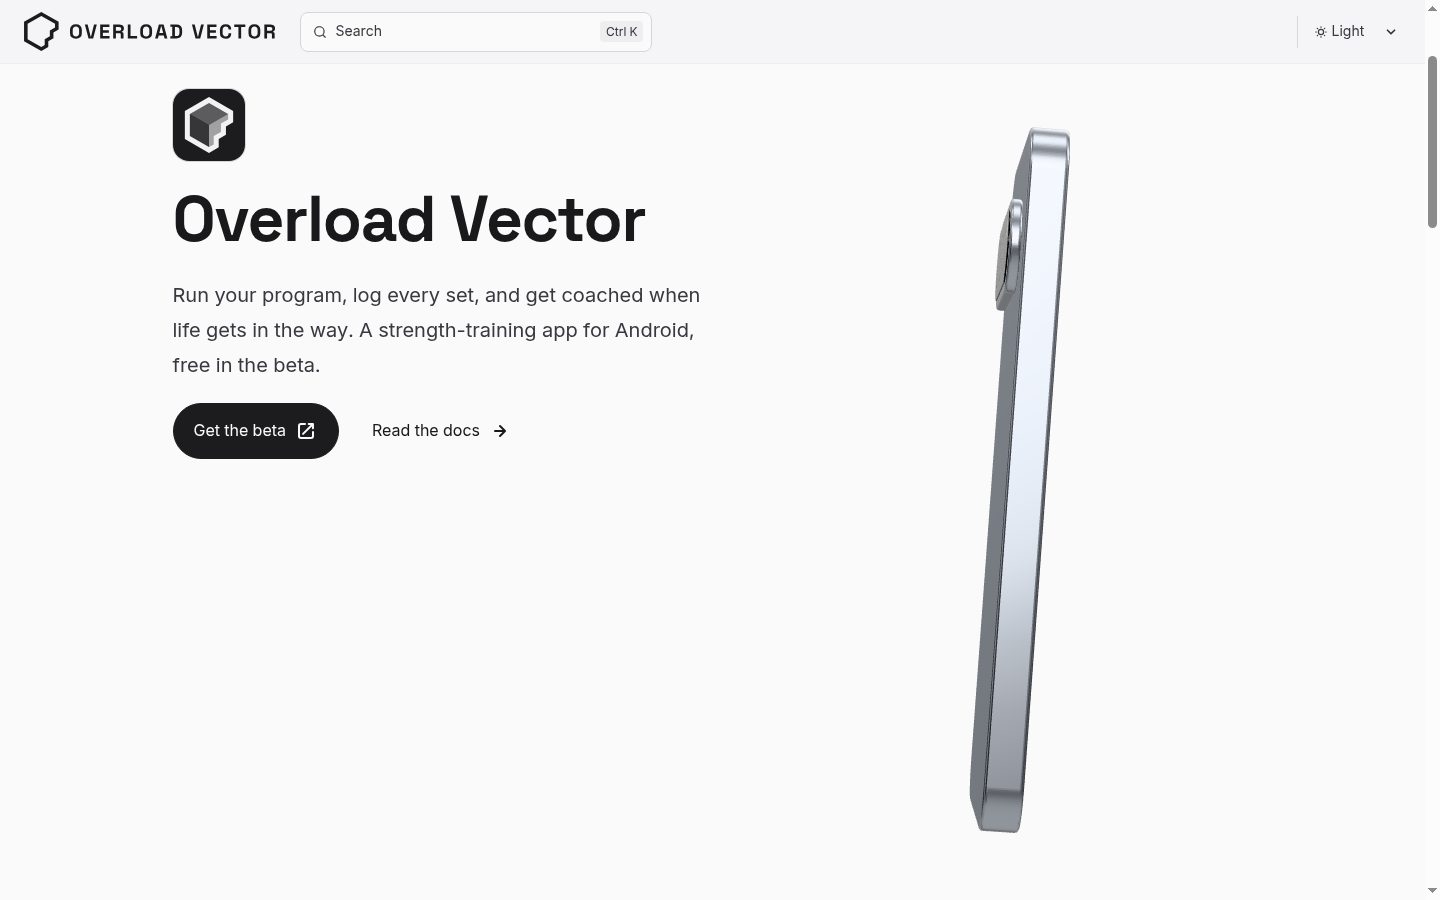 OVERLOAD VECTOR
Search
Ctrl K
Light
Overload Vector
Run your program, log every set, and get coached when
life gets in the way. A strength-training app for Android,
free in the beta.
Get the beta
Read the docs